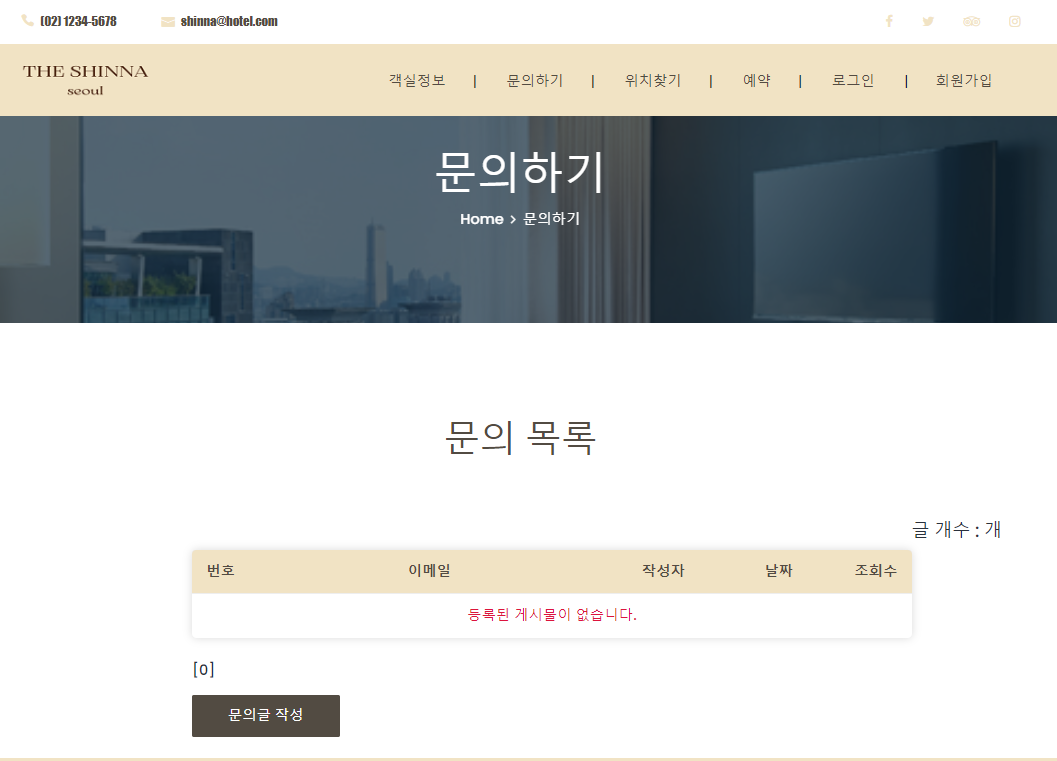 (02) 1234-5678 shinna@hotel.com
THE SHINNA
seoul
객실정보 | 문의하기 | 위치찾기 | 예약 | 로그인 | 회원가입
문의하기
Home > 문의하기
문의 목록
글 개수 : 개
번호 이메일 작성자 날짜 조회수
등록된 게시물이 없습니다.
[0]
문의글 작성